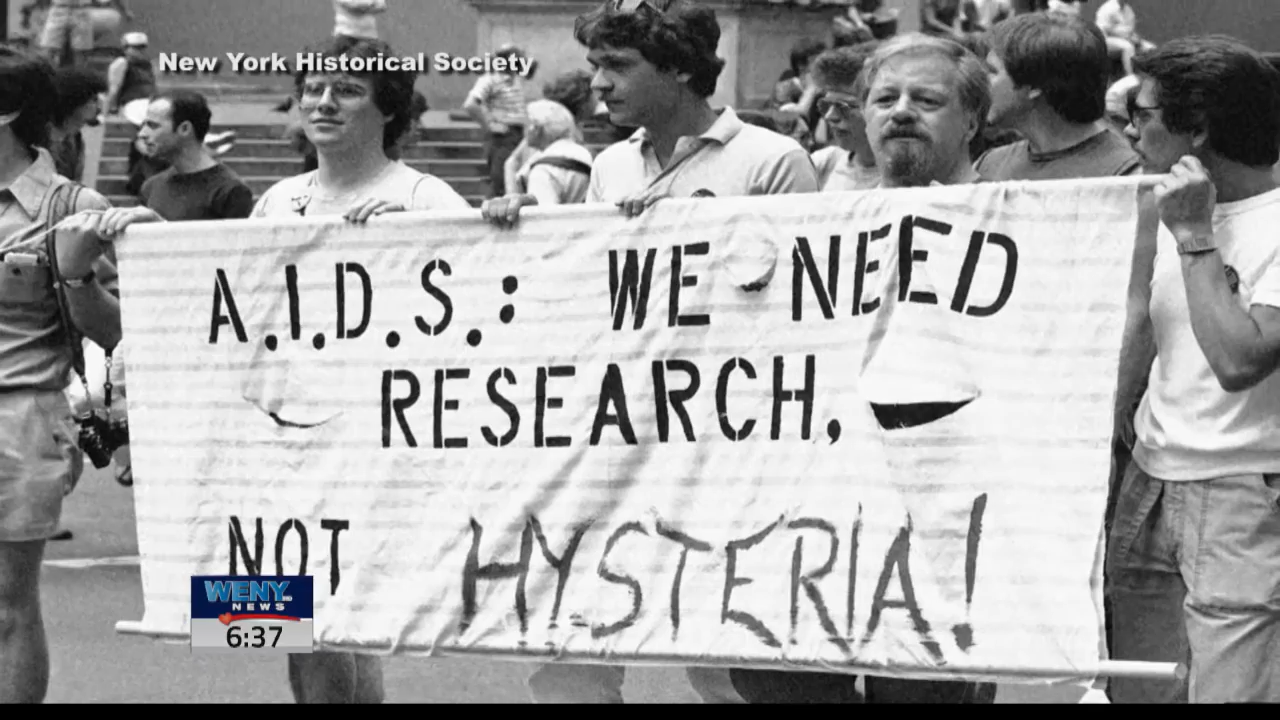 New York Historical Society
A.I.D.S.: WE NEED
RESEARCH,
NOT HYSTERIA!
WENY
NEWS
6:37